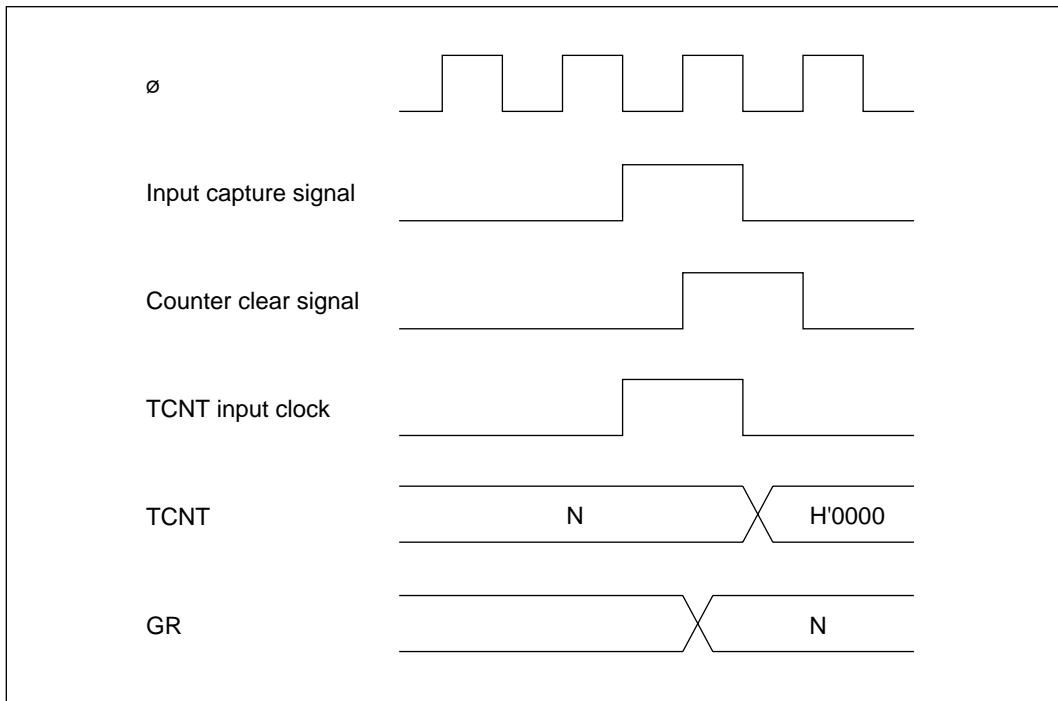 ø
Input capture signal
Counter clear signal
TCNT input clock
TCNT
N
H'0000
GR
N